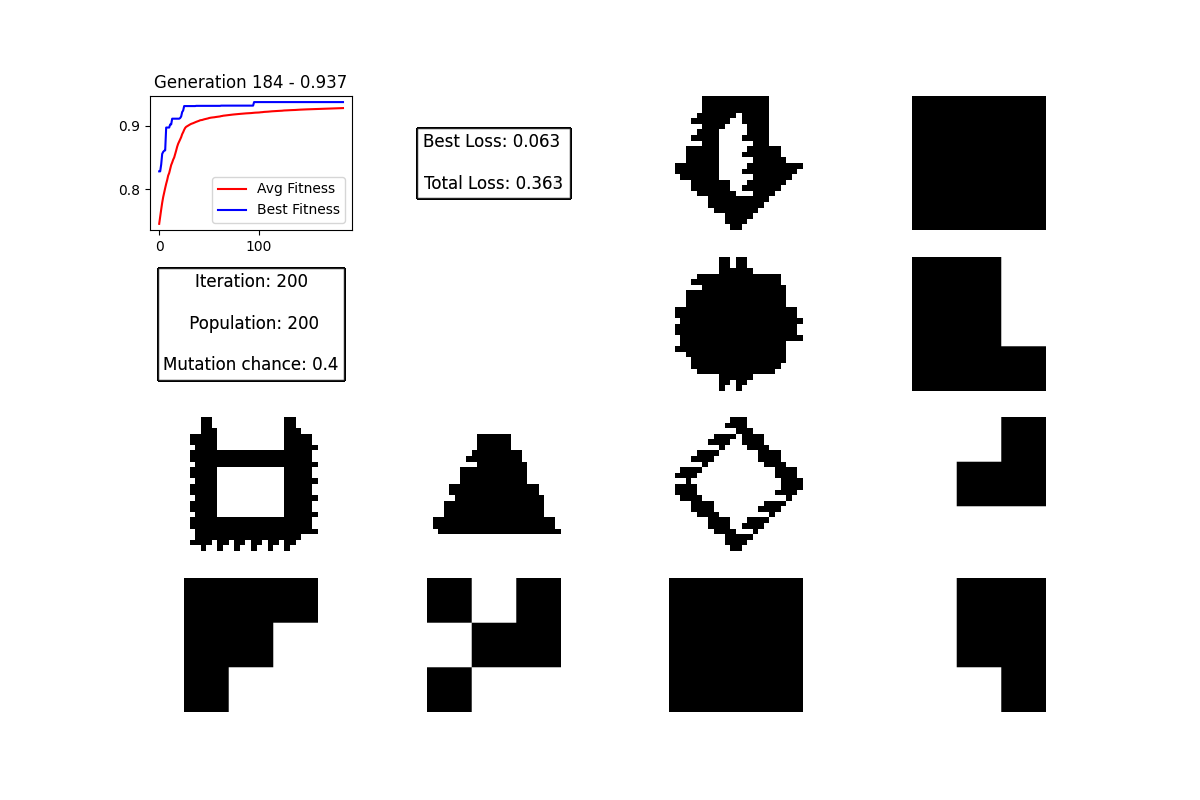 Generation 184 - 0.937
0.9
0.8
Avg Fitness
Best Fitness
0
100
Best Loss: 0.063
Total Loss: 0.363
Iteration: 200
Population: 200
Mutation chance: 0.4